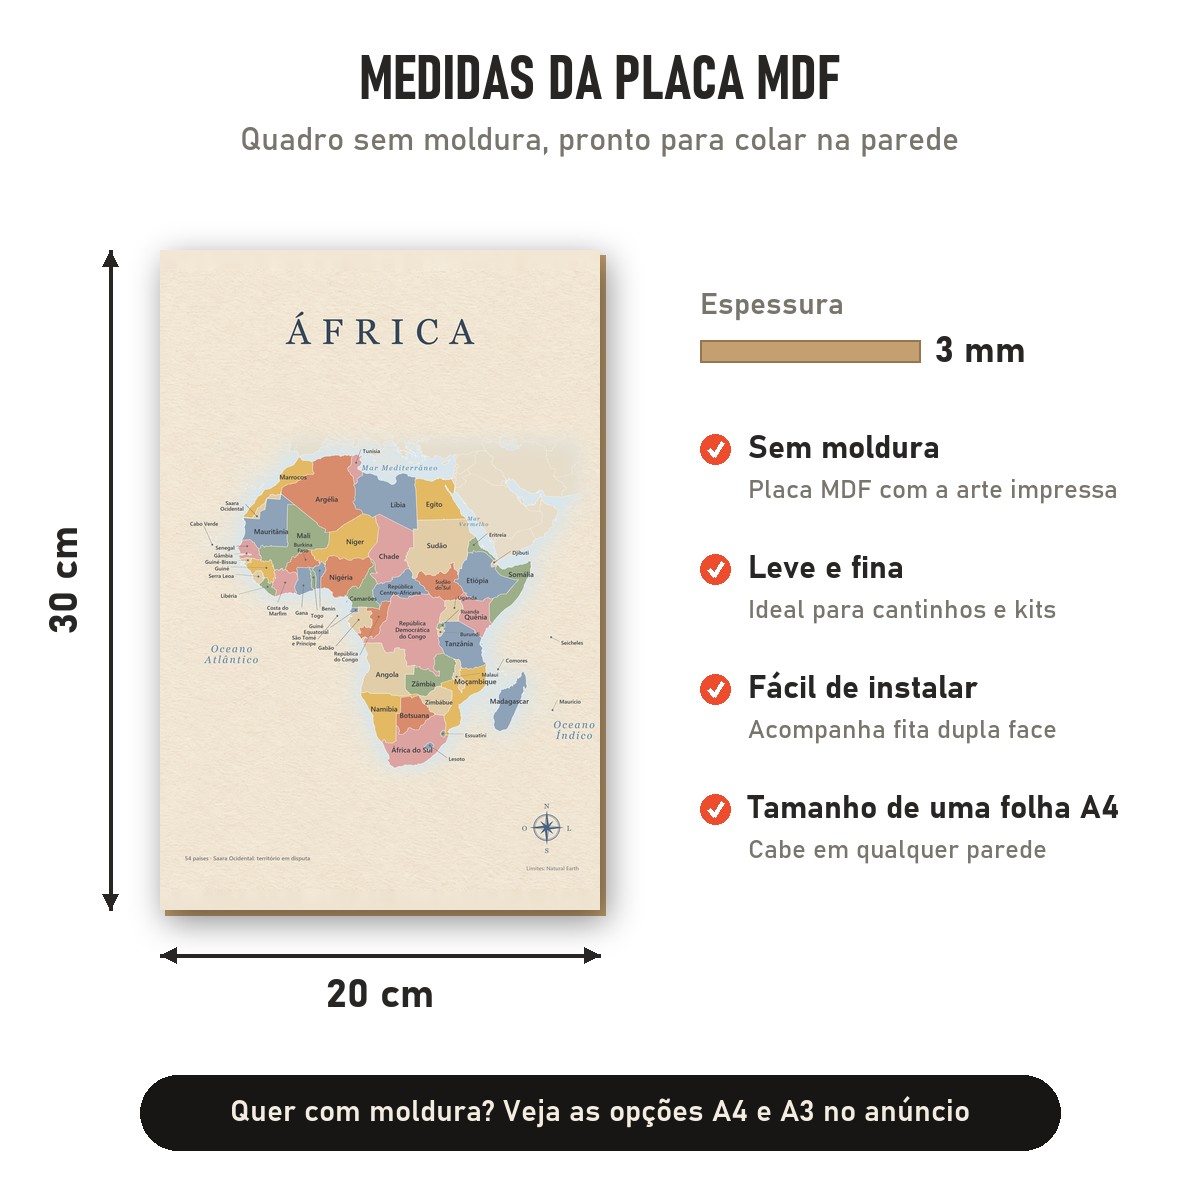 MEDIDAS DA PLACA MDF
Quadro sem moldura, pronto para colar na parede
30 cm
20 cm
ÁFRICA
Tunísia
Mar Mediterrâneo
Marrocos
Argélia
Líbia
Egito
Saara
Ocidental
Cabo Verde
Mauritânia
Mali
Níger
Chade
Sudão
Mar
Vermelho
Eritreia
Djibuti
Senegal
Gâmbia
Guiné-Bissau
Guiné
Serra Leoa
Libéria
Burkina
Faso
Nigéria
Camarões
República
Centro-Africana
Sudão
do Sul
Etiópia
Somália
Costa do
Marfim
Gana
Togo
Benin
Guiné
Equatorial
São Tomé
e Príncipe
Gabão
República
do Congo
República
Democrática
do Congo
Uganda
Ruanda
Quênia
Burundi
Tanzânia
Seicheles
Oceano
Atlântico
Comores
Angola
Zâmbia
Malaui
Moçambique
Zimbábue
Madagascar
Maurício
Namíbia
Botsuana
Oceano
Índico
Essuatíni
África do Sul
Lesoto
N
O
L
S
54 países · Saara Ocidental: território em disputa
Limites: Natural Earth
Espessura
3 mm
Sem moldura
Placa MDF com a arte impressa
Leve e fina
Ideal para cantinhos e kits
Fácil de instalar
Acompanha fita dupla face
Tamanho de uma folha A4
Cabe em qualquer parede
Quer com moldura? Veja as opções A4 e A3 no anúncio